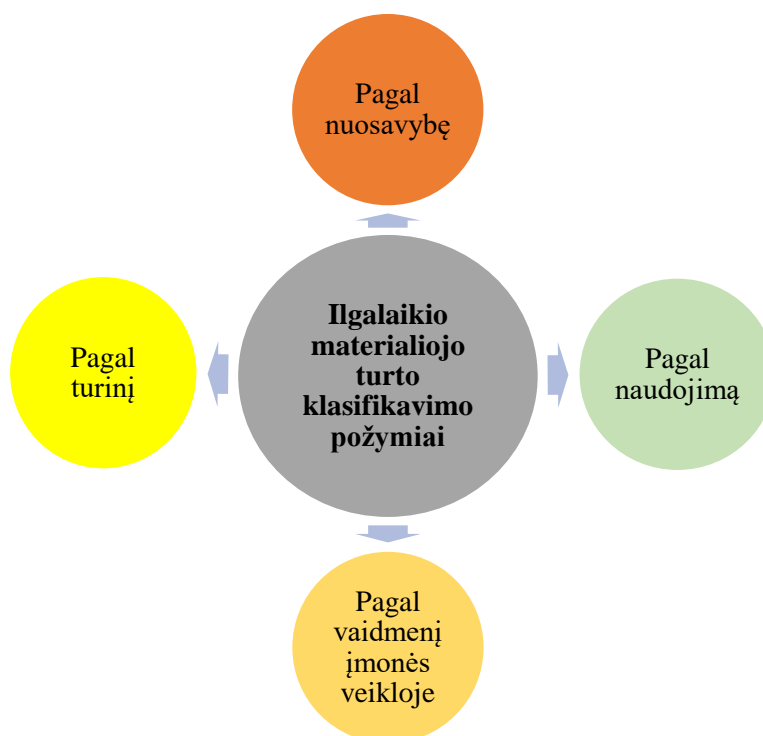 Pagal
nuosavybę
Ilgalaikio
materialiojo
turto
klasifikavimo
požymiai
Pagal
turinį
Pagal
naudojimą
Pagal
vaidmenį
įmonės
veikloje